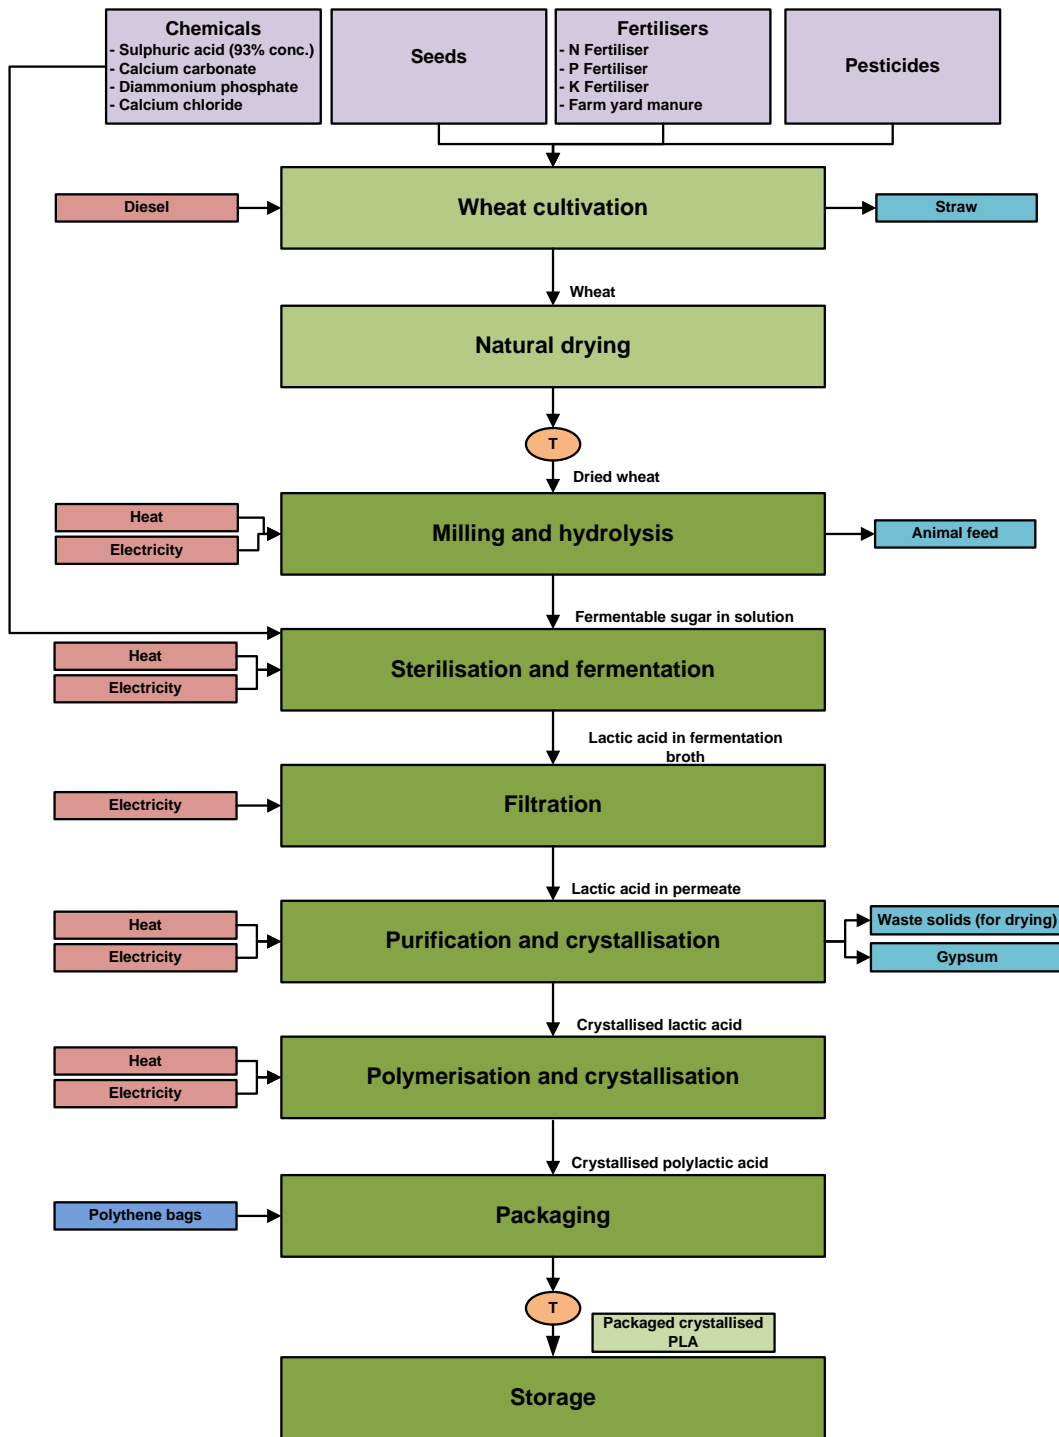 Chemicals
- Sulphuric acid (93% conc.)
- Calcium carbonate
- Diammonium phosphate
- Calcium chloride
Seeds
Fertilisers
- N Fertiliser
- P Fertiliser
- K Fertiliser
- Farm yard manure
Pesticides
Diesel
Wheat cultivation
Straw
Wheat
Natural drying
T
Dried wheat
Heat
Electricity
Milling and hydrolysis
Animal feed
Fermentable sugar in solution
Heat
Electricity
Sterilisation and fermentation
Lactic acid in fermentation
broth
Electricity
Filtration
Lactic acid in permeate
Heat
Electricity
Purification and crystallisation
Waste solids (for drying)
Gypsum
Crystallised lactic acid
Heat
Electricity
Polymerisation and crystallisation
Crystallised polylactic acid
Polythene bags
Packaging
T
Packaged crystallised
PLA
Storage